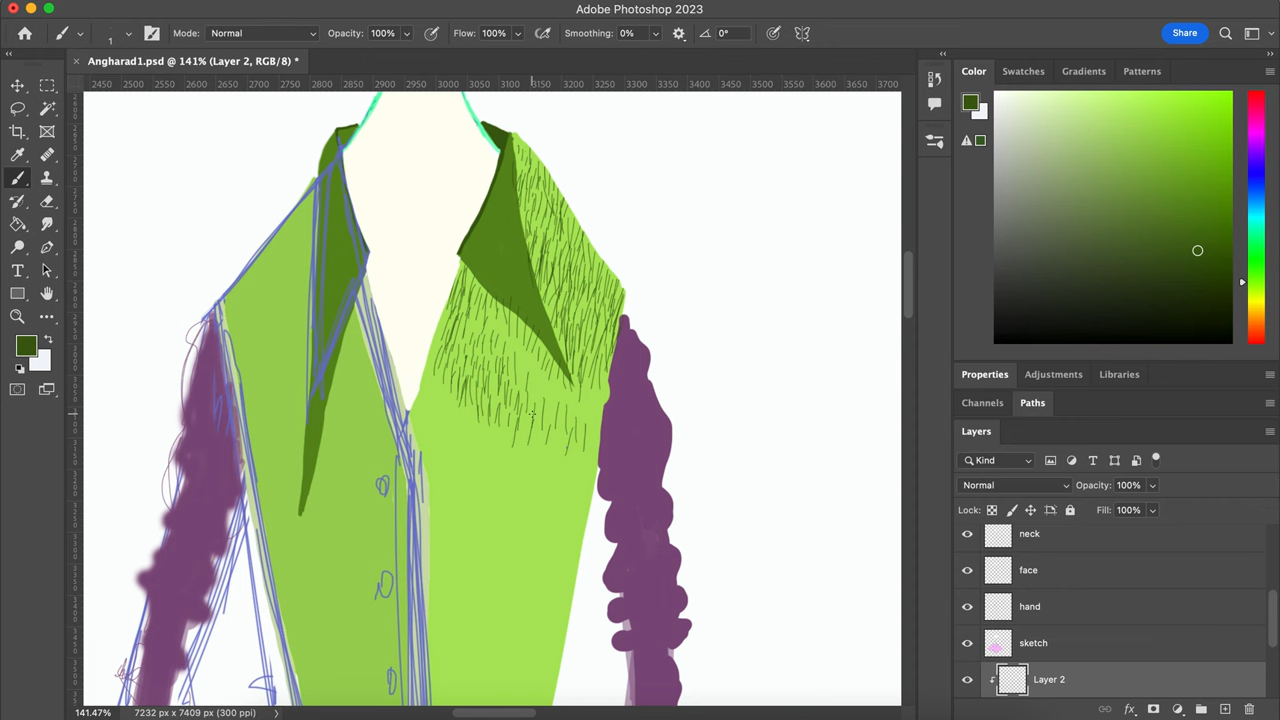 Adobe Photoshop 2023
1 Mode: Normal Opacity: 100% Flow: 100% Smoothing: 0% 0° Share
Angharad1.psd @ 141% (Layer 2, RGB/8) *
2450 2500 2550 2600 2650 2700 2750 2800 2850 2900 2950 3000 3050 3100 3150 3200 3250 3300 3350 3400 3450 3500 3550 3600 3650 3700
Color Swatches Gradients Patterns
Properties Adjustments Libraries
Channels Paths
Layers
Kind
Normal Opacity: 100%
Lock: Fill: 100%
neck
face
hand
sketch
Layer 2
141.47% 7232 px x 7409 px (300 ppi)